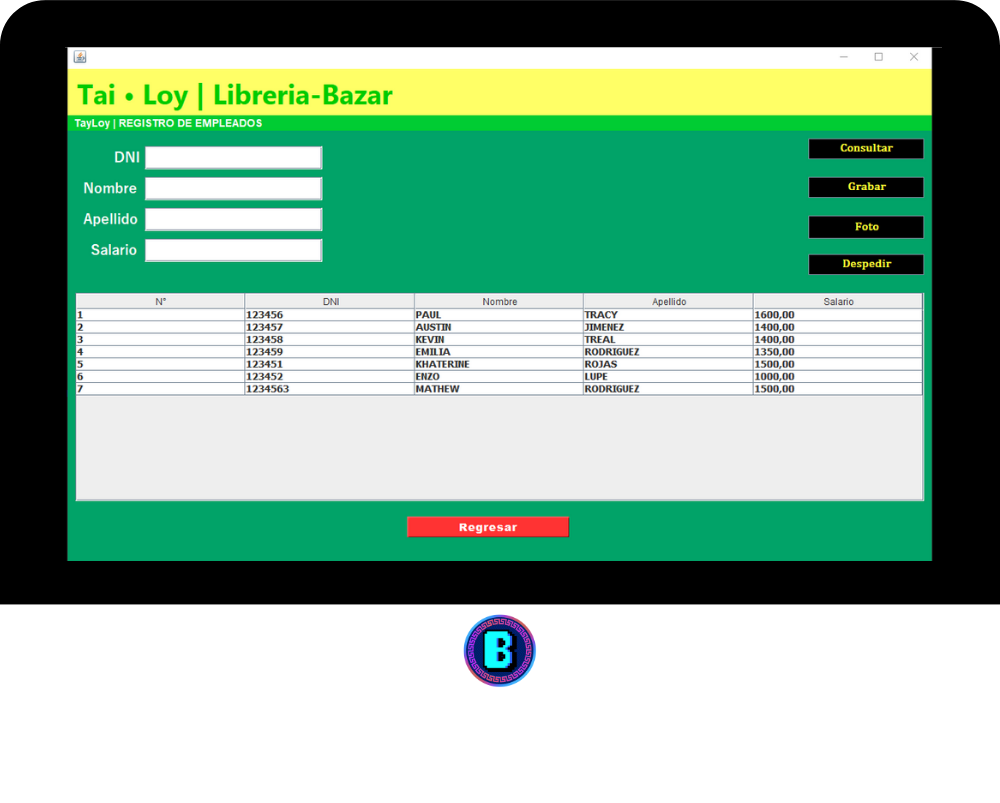 Tai • Loy | Libreria-Bazar
TayLoy | REGISTRO DE EMPLEADOS
DNI
Nombre
Apellido
Salario
Consultar
Grabar
Foto
Despedir
N° DNI Nombre Apellido Salario
1 123456 PAUL TRACY 1600,00
2 123457 AUSTIN JIMENEZ 1400,00
3 123458 KEVIN TREAL 1400,00
4 123459 EMILIA RODRIGUEZ 1350,00
5 123451 KHATERINE ROJAS 1500,00
6 123452 ENZO LUPE 1000,00
7 1234563 MATHEW RODRIGUEZ 1500,00
Regresar
B